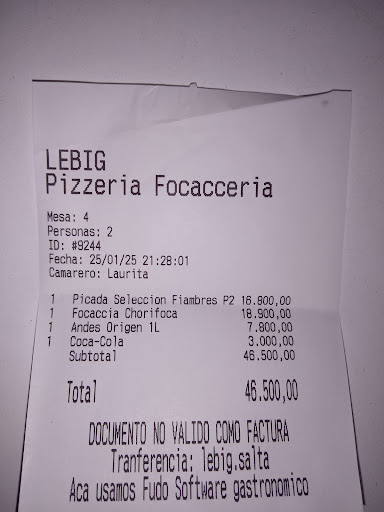 LEBIG
Pizzeria Focacceria
Mesa: 4
Personas: 2
ID: #9244
Fecha: 25/01/25 21:28:01
Camarero: Laurita
1 Picada Seleccion Fiambres P2 16.800,00
1 Focaccia Chorifoca 18.900,00
1 Andes Origen 1L 7.800,00
1 Coca-Cola 3.000,00
Subtotal 46.500,00
Total 46.500,00
DOCUMENTO NO VALIDO COMO FACTURA
Tranferencia: lebig.salta
Aca usamos Fudo Software gastronomico